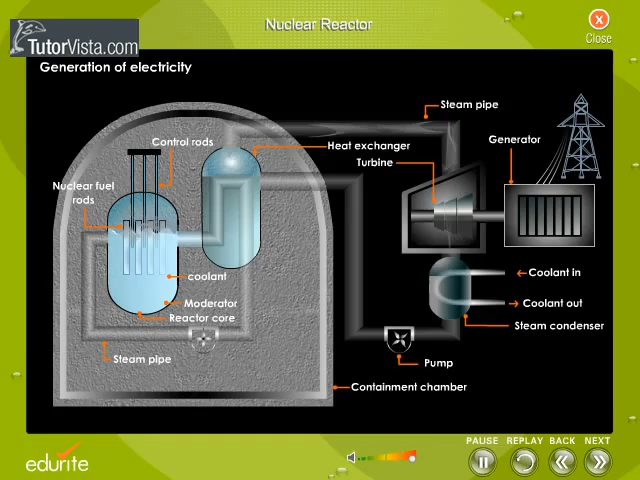 Nuclear Reactor
X
Close
TutorVista.com
Generation of electricity
Steam pipe
Control rods
Generator
Heat exchanger
Turbine
Nuclear fuel
rods
coolant
Coolant in
Moderator
Coolant out
Reactor core
Steam condenser
Steam pipe
Pump
Containment chamber
PAUSE REPLAY BACK NEXT
edurite